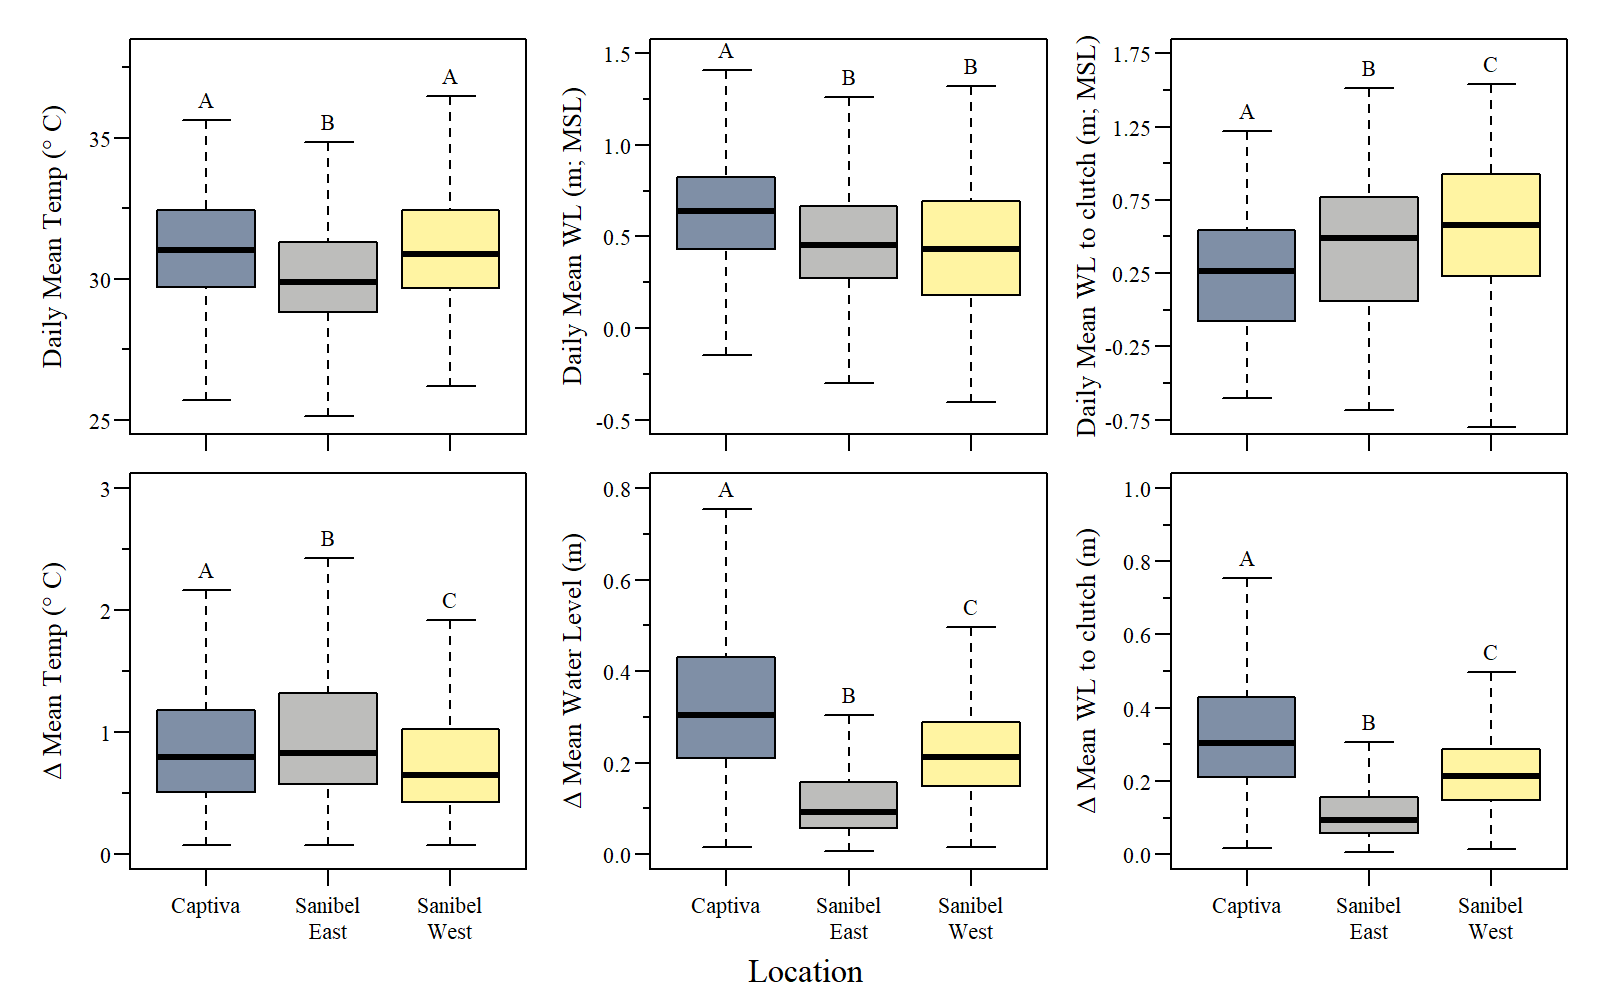 Daily Mean Temp (° C)
35
30
25
A
B
A
Daily Mean WL (m; MSL)
1.5
1.0
0.5
0.0
-0.5
A
B
B
Daily Mean WL to clutch (m; MSL)
1.75
1.25
0.75
0.25
-0.25
-0.75
A
B
C
Δ Mean Temp (° C)
3
2
1
0
A
B
C
Captiva
Sanibel
East
Sanibel
West
Δ Mean Water Level (m)
0.8
0.6
0.4
0.2
0.0
A
B
C
Captiva
Sanibel
East
Sanibel
West
Δ Mean WL to clutch (m)
1.0
0.8
0.6
0.4
0.2
0.0
A
B
C
Captiva
Sanibel
East
Sanibel
West
Location